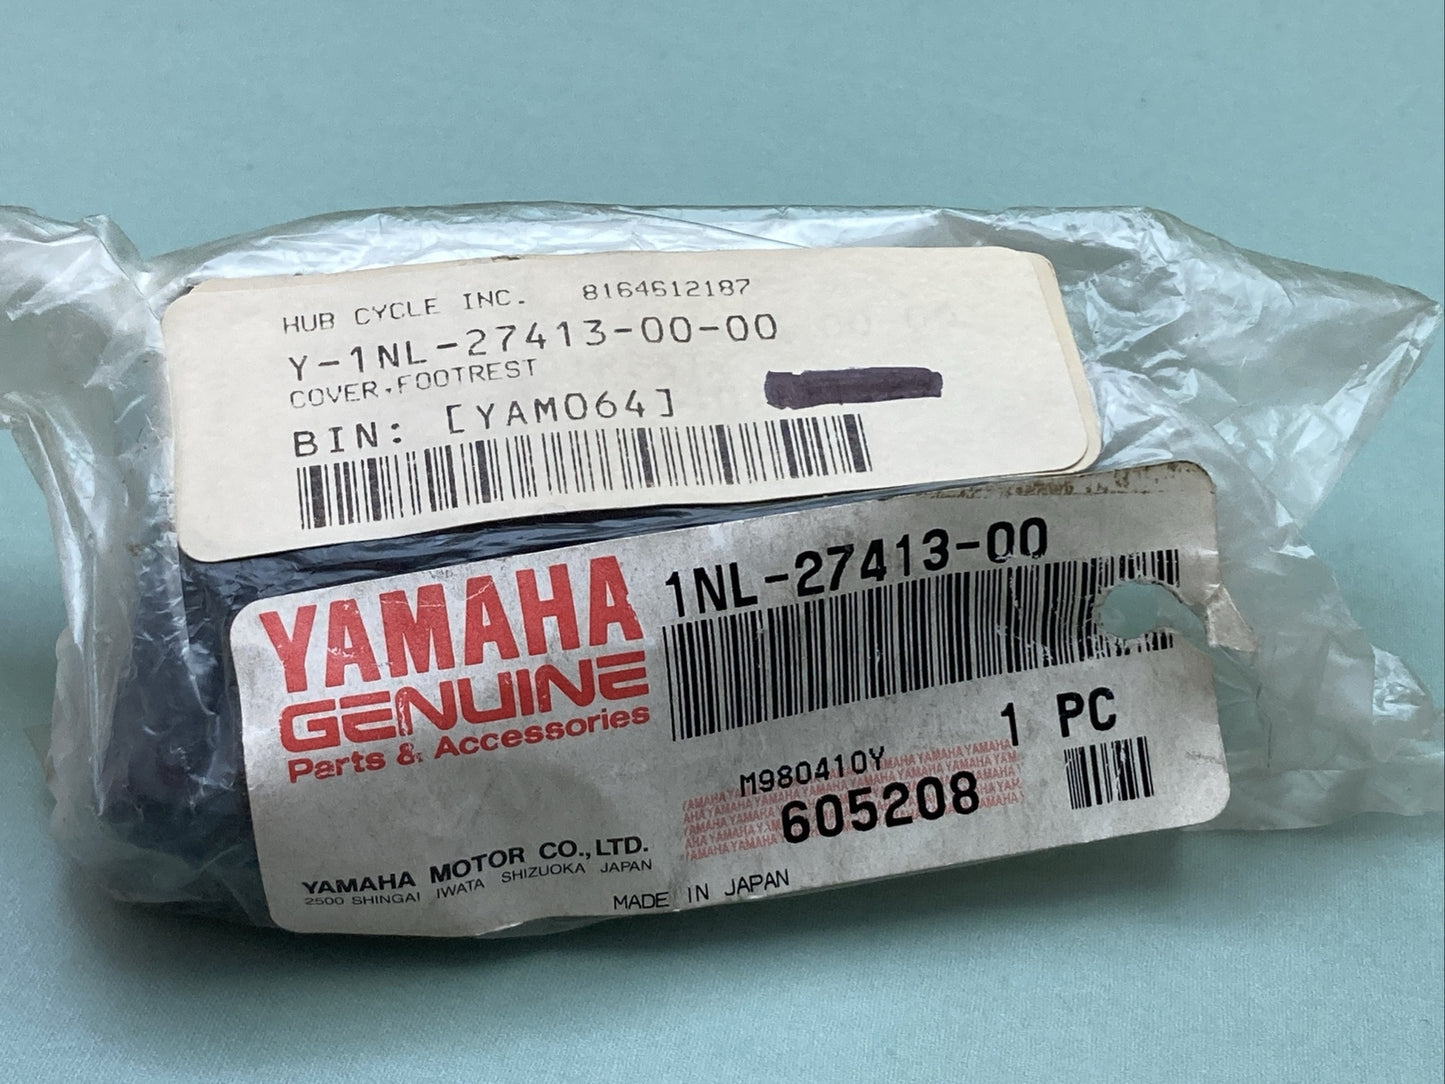 HUB CYCLE INC. 8164612187
Y-1NL-27413-00-00
COVER,FOOTREST
BIN: [YAM064]
YAMAHA
GENUINE
Parts & Accessories
1NL-27413-00
1 PC
M980410Y
605208
YAMAHA MOTOR CO.,LTD.
2500 SHINGAI IWATA SHIZUOKA JAPAN
MADE IN JAPAN